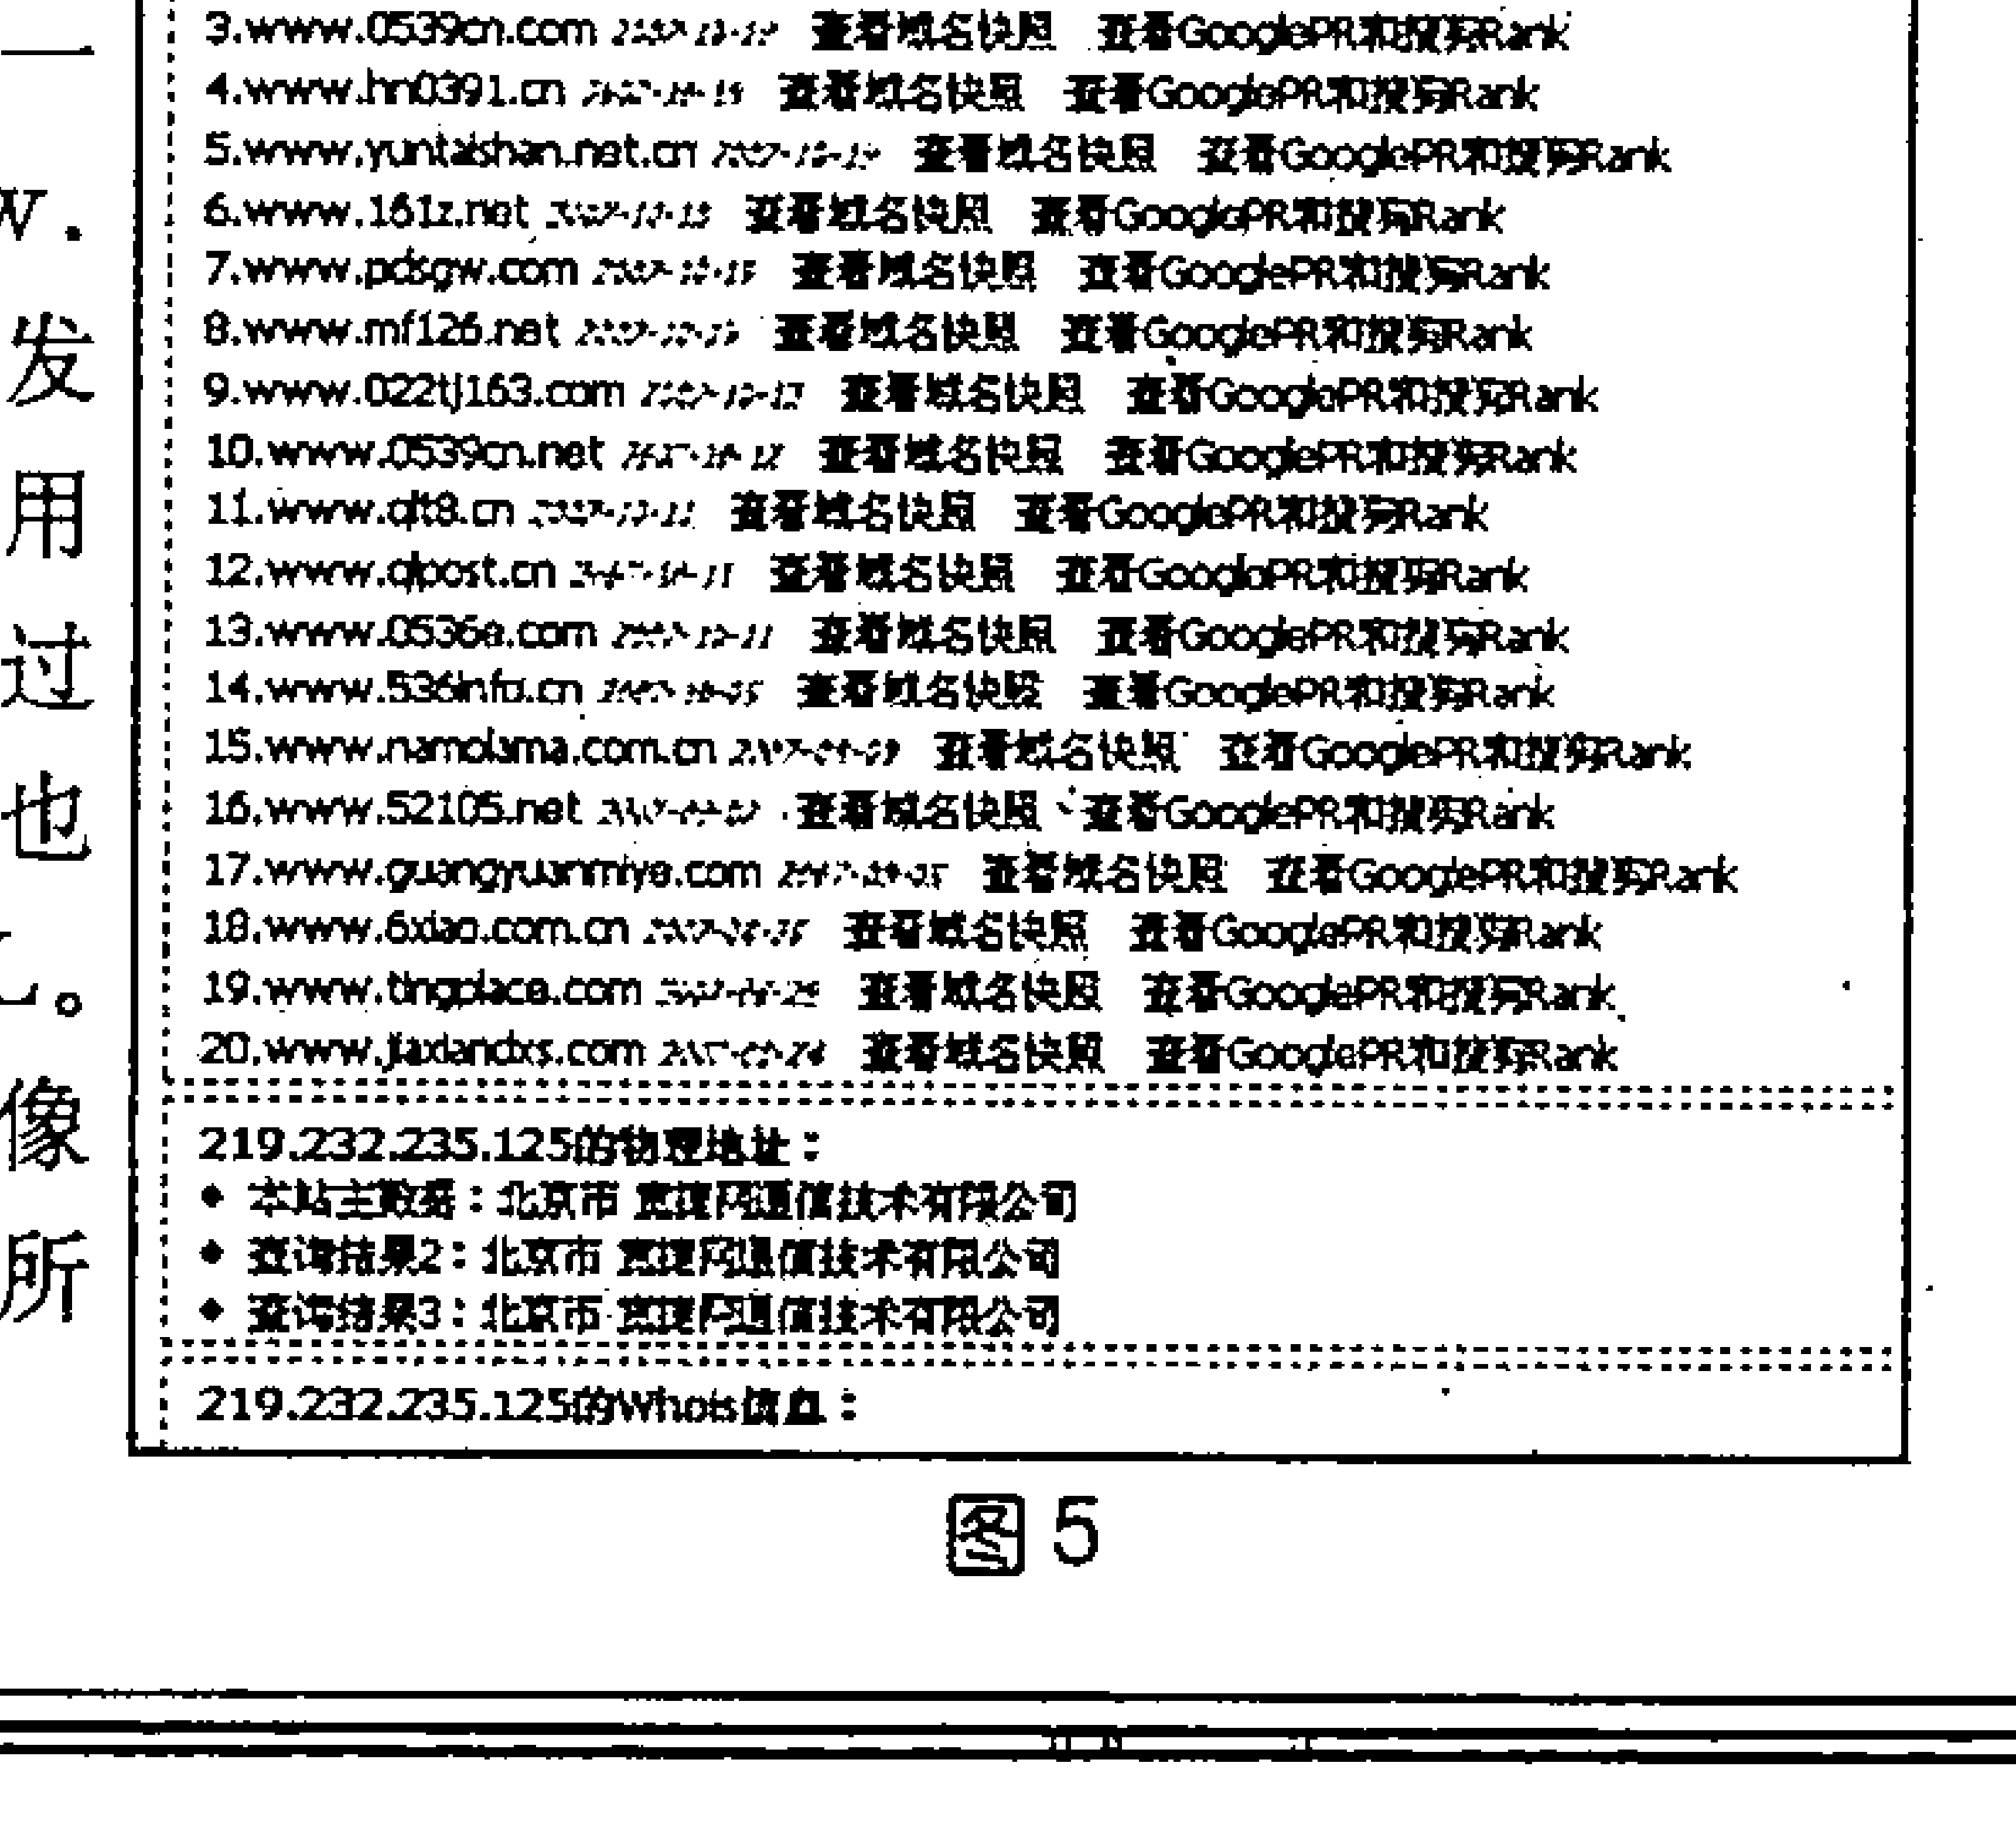 一
w.
发
用
过
也
。
像
所
3.www.0539cn.com 查看域名快照 查看GooglePR和搜狗Rank
4.www.hn0391.cn 查看域名快照 查看GooglePR和搜狗Rank
5.www.yuntaishan.net.cn 2007-10-19 查看域名快照 查看GooglePR和搜狗Rank
6.www.161z.net 查看域名快照 查看GooglePR和搜狗Rank
7.www.pdsgw.com 查看域名快照 查看GooglePR和搜狗Rank
8.www.mf126.net 查看域名快照 查看GooglePR和搜狗Rank
9.www.022tj163.com 查看域名快照 查看GooglePR和搜狗Rank
10.www.0539cn.net 查看域名快照 查看GooglePR和搜狗Rank
11.www.qlt8.cn 查看域名快照 查看GooglePR和搜狗Rank
12.www.qlpost.cn 查看域名快照 查看GooglePR和搜狗Rank
13.www.0536e.com 查看域名快照 查看GooglePR和搜狗Rank
14.www.536info.cn 查看域名快照 查看GooglePR和搜狗Rank
15.www.namolama.com.cn 查看域名快照 查看GooglePR和搜狗Rank
16.www.52105.net 查看域名快照 查看GooglePR和搜狗Rank
17.www.guangyuanmiye.com 查看域名快照 查看GooglePR和搜狗Rank
18.www.6xiao.com.cn 查看域名快照 查看GooglePR和搜狗Rank
19.www.tingplace.com 查看域名快照 查看GooglePR和搜狗Rank
20.www.jiaxiandxs.com 查看域名快照 查看GooglePR和搜狗Rank
219.232.235.125的物理地址：
◆ 本站主数据：北京市 宽捷网通信技术有限公司
◆ 查询结果2：北京市 宽捷网通信技术有限公司
◆ 查询结果3：北京市 宽捷网通信技术有限公司
219.232.235.125的Whois信息：
图5